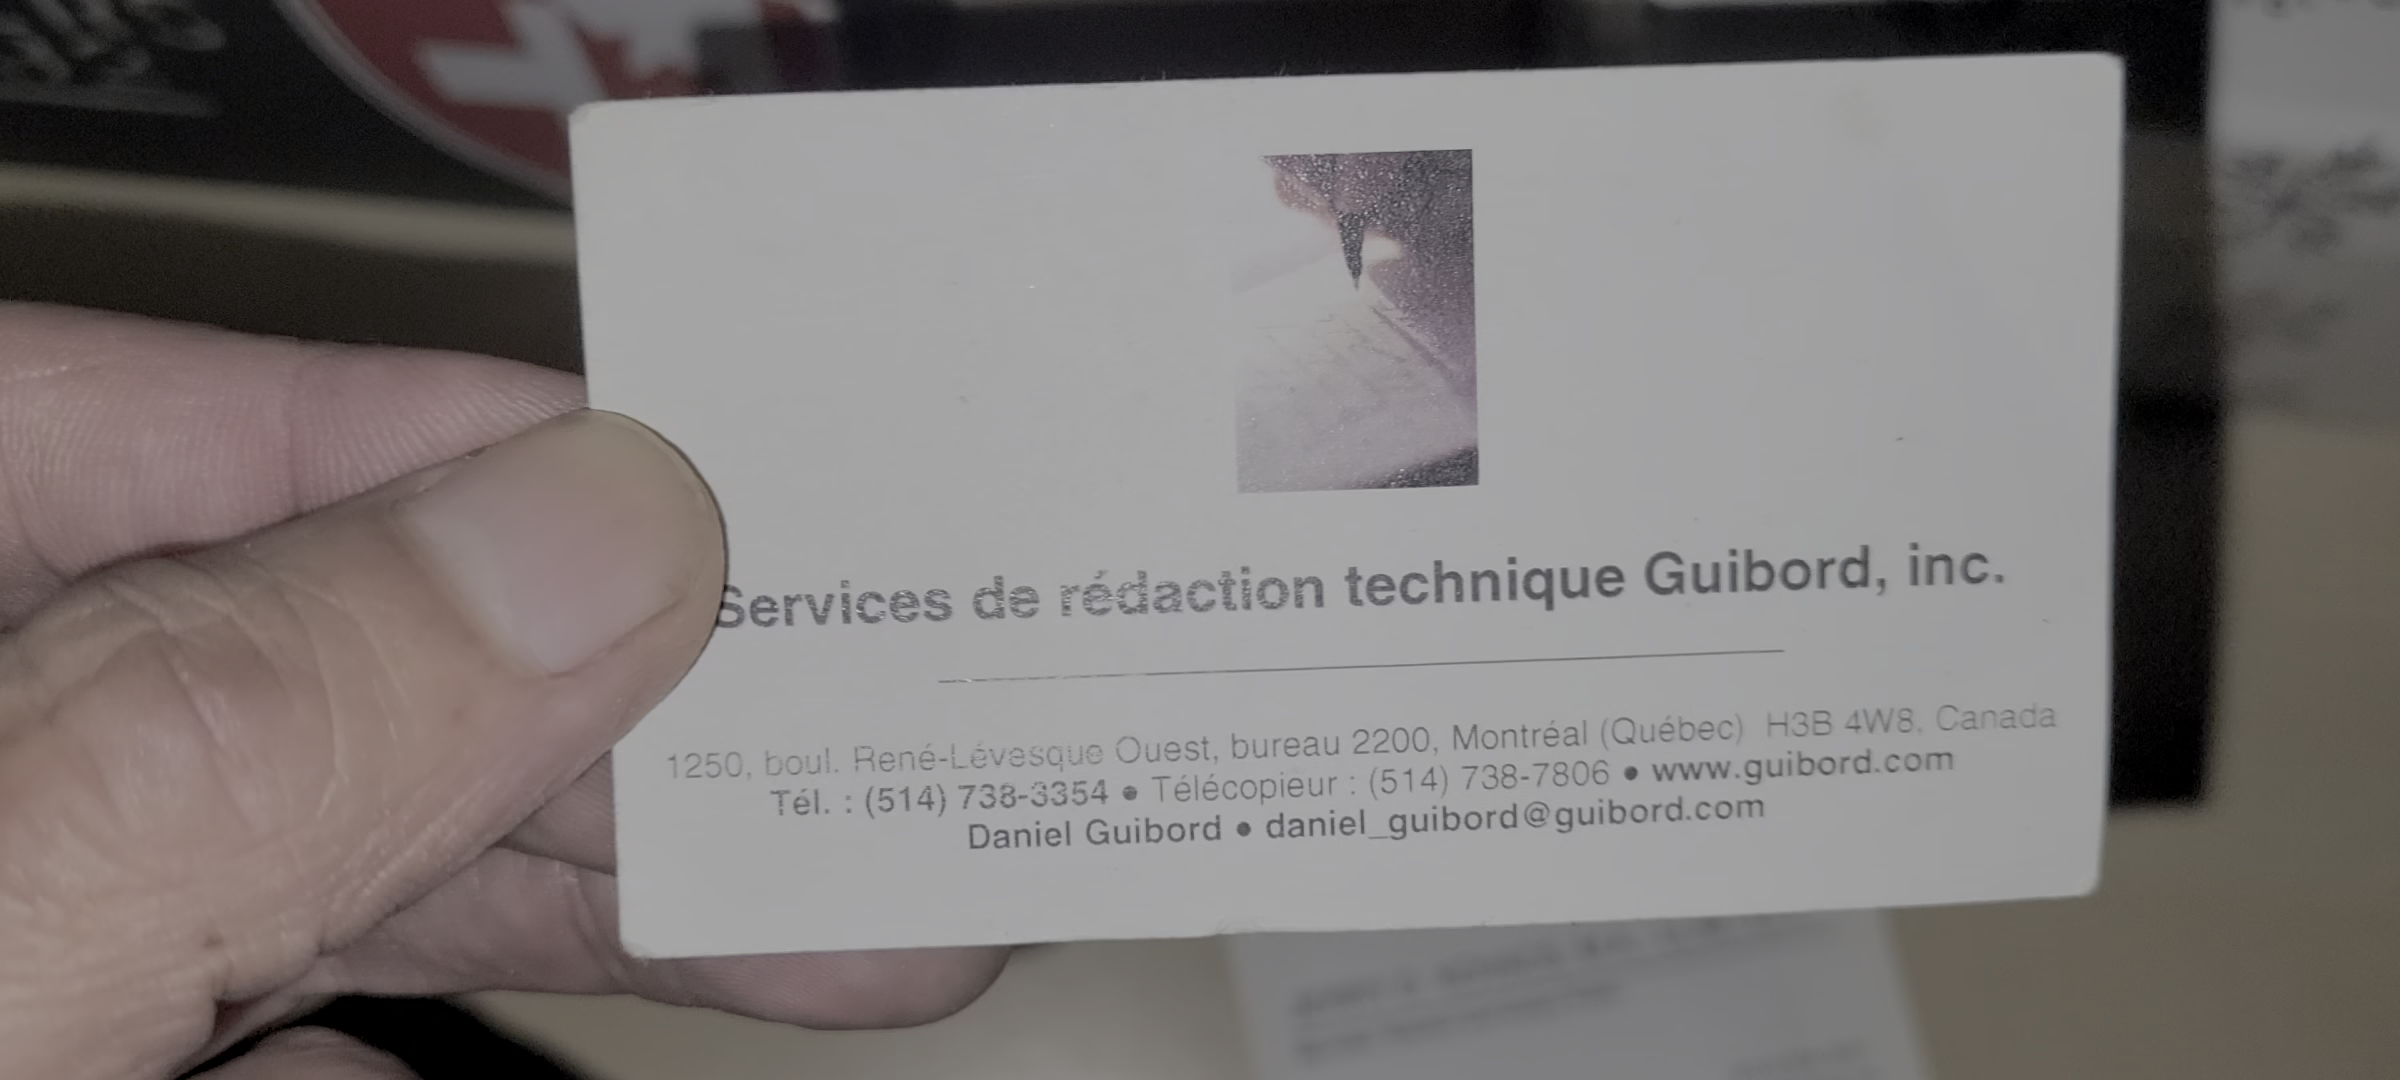 Services de rédaction technique Guibord, inc.
1250, boul. René-Lévesque Ouest, bureau 2200, Montréal (Québec) H3B 4W8, Canada
Tél. : (514) 738-3354 • Télécopieur : (514) 738-7806 • www.guibord.com
Daniel Guibord • daniel_guibord@guibord.com